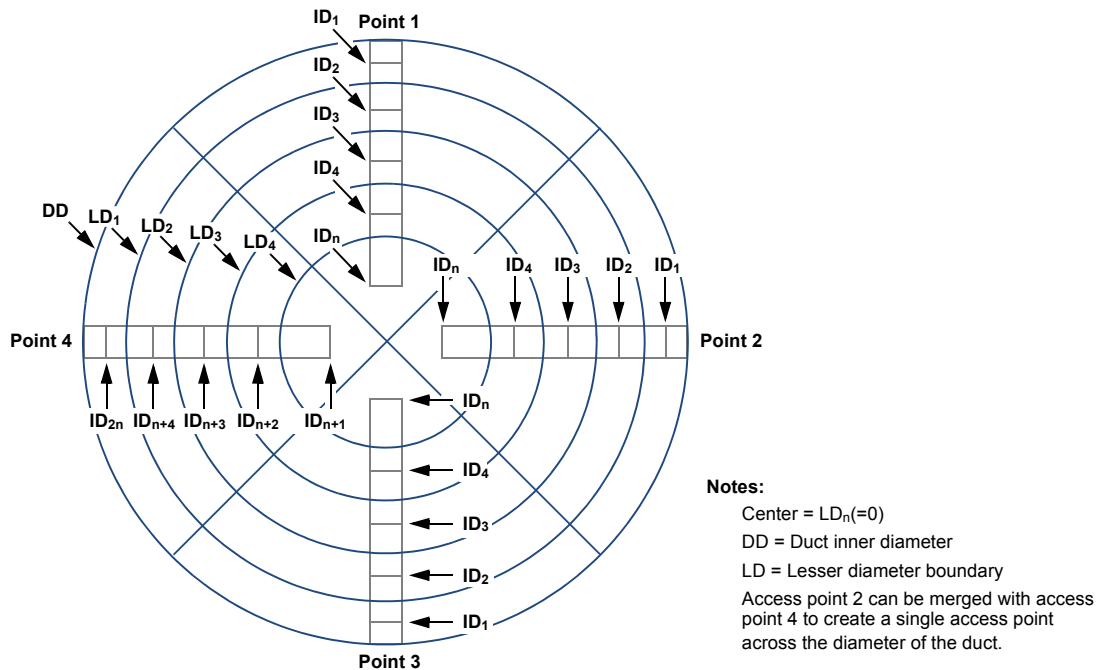 ID₁
Point 1
ID₂
ID₃
ID₄
IDₙ
DD
LD₁
LD₂
LD₃
LD₄
IDₙ
ID₄
ID₃
ID₂
ID₁
Point 4
Point 2
ID₂ₙ
IDₙ₊₄
IDₙ₊₃
IDₙ₊₂
IDₙ₊₁
IDₙ
ID₄
ID₃
ID₂
ID₁
Point 3
Notes:
Center = LDₙ(=0)
DD = Duct inner diameter
LD = Lesser diameter boundary
Access point 2 can be merged with access
point 4 to create a single access point
across the diameter of the duct.